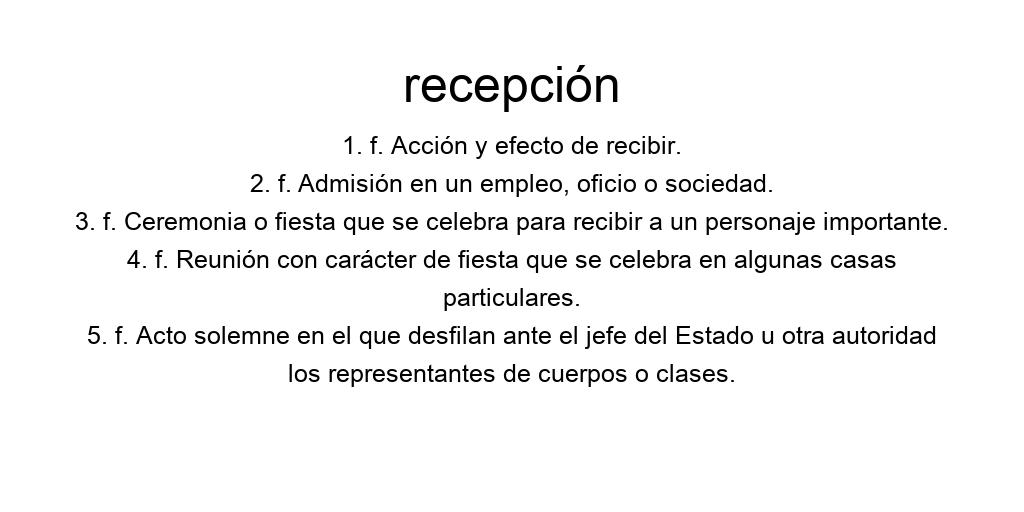 recepción
1. f. Acción y efecto de recibir.
2. f. Admisión en un empleo, oficio o sociedad.
3. f. Ceremonia o fiesta que se celebra para recibir a un personaje importante.
4. f. Reunión con carácter de fiesta que se celebra en algunas casas
particulares.
5. f. Acto solemne en el que desfilan ante el jefe del Estado u otra autoridad
los representantes de cuerpos o clases.